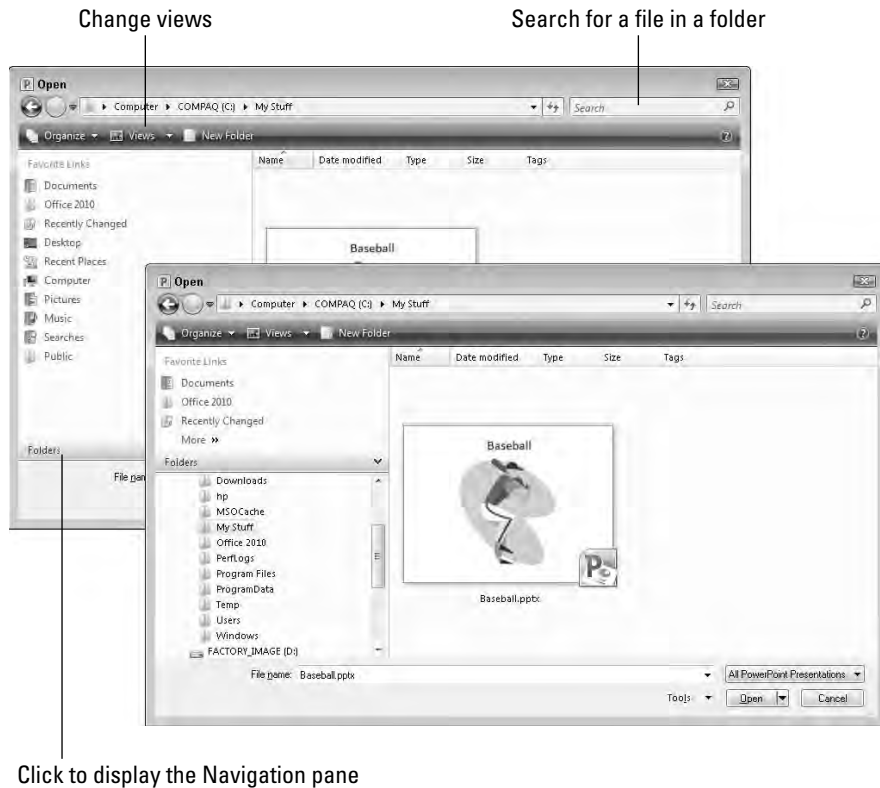 Change views
Search for a file in a folder
Open
Computer ▸ COMPAQ (C:) ▸ My Stuff
Search
Organize
Views
New Folder
Favorite Links
Name
Date modified
Type
Size
Tags
Documents
Office 2010
Recently Changed
Desktop
Recent Places
Computer
Pictures
Music
Searches
Public
Folders
Baseball
Open
Computer ▸ COMPAQ (C:) ▸ My Stuff
Search
Organize
Views
New Folder
Favorite Links
Name
Date modified
Type
Size
Tags
Documents
Office 2010
Recently Changed
More »
Folders
Downloads
hp
MSOCache
My Stuff
Office 2010
PerfLogs
Program Files
ProgramData
Temp
Users
Windows
FACTORY_IMAGE (D:)
Baseball
Baseball.pptx
File name: Baseball.pptx
All PowerPoint Presentations
Tools
Open
Cancel
Click to display the Navigation pane